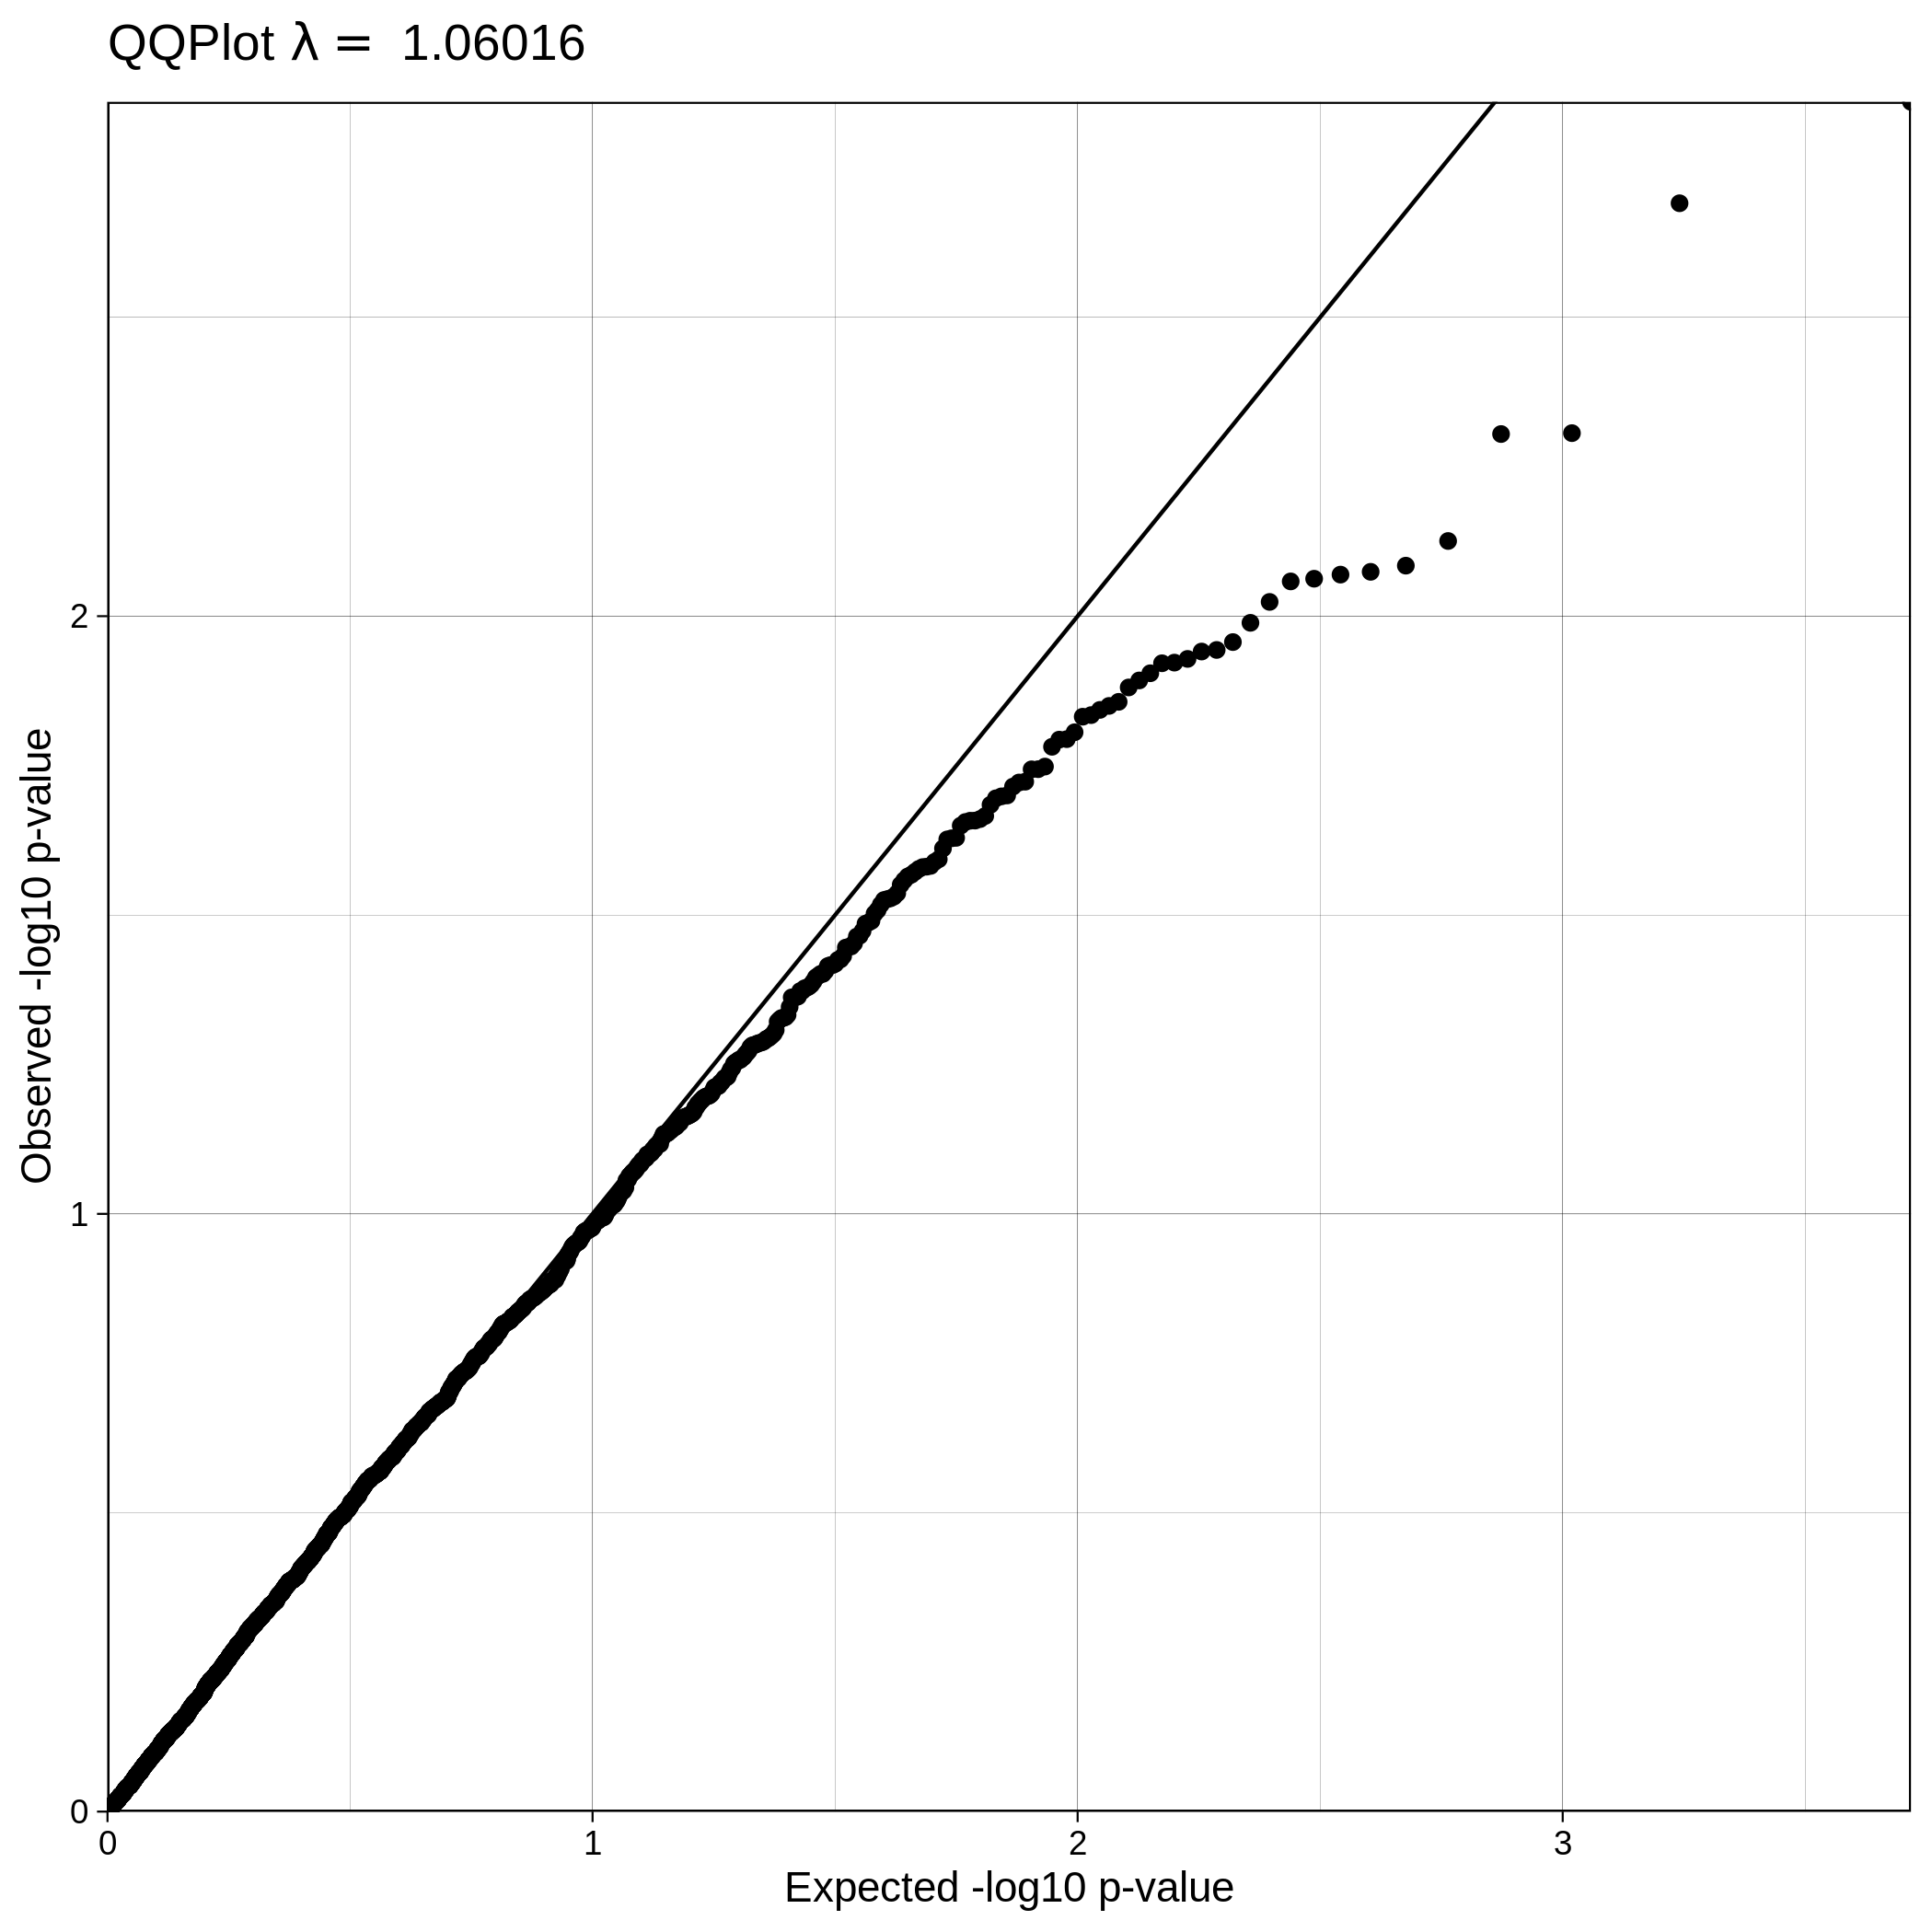 QQPlot λ = 1.06016
Observed -log10 p-value
2
1
0
0
1
2
3
Expected -log10 p-value